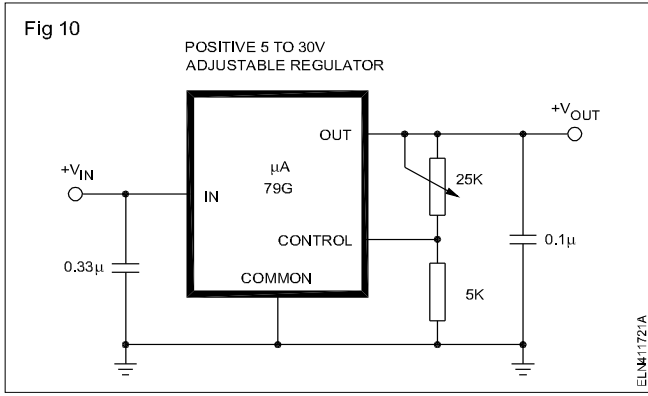 Fig 10
POSITIVE 5 TO 30V
ADJUSTABLE REGULATOR
+VOUT
OUT
µA
79G
25K
+VIN
IN
CONTROL
0.1µ
0.33µ
COMMON
5K
ELN411721A